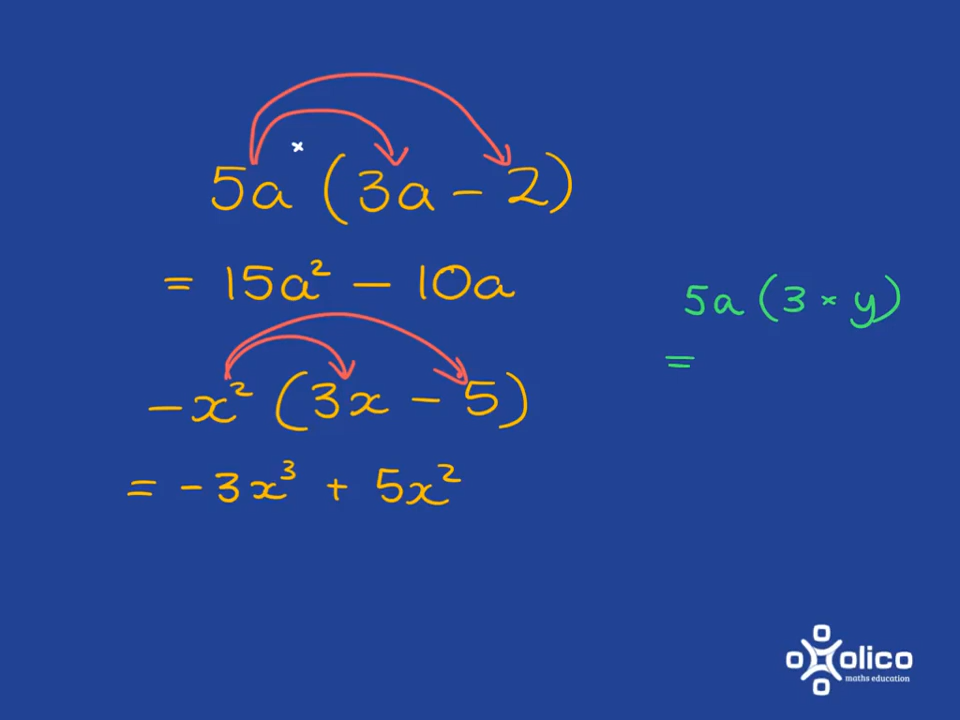 5a (3a − 2)
= 15a² − 10a
−x² (3x − 5)
= −3x³ + 5x²
5a (3 × y)
=
olico
maths education